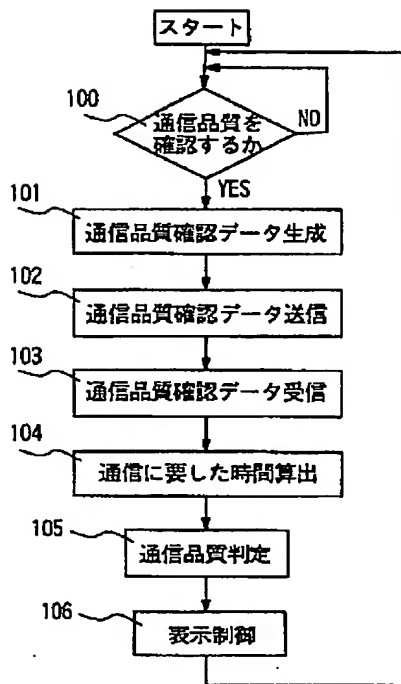 スタート
100
通信品質を
確認するか
NO
YES
101
通信品質確認データ生成
102
通信品質確認データ送信
103
通信品質確認データ受信
104
通信に要した時間算出
105
通信品質判定
106
表示制御